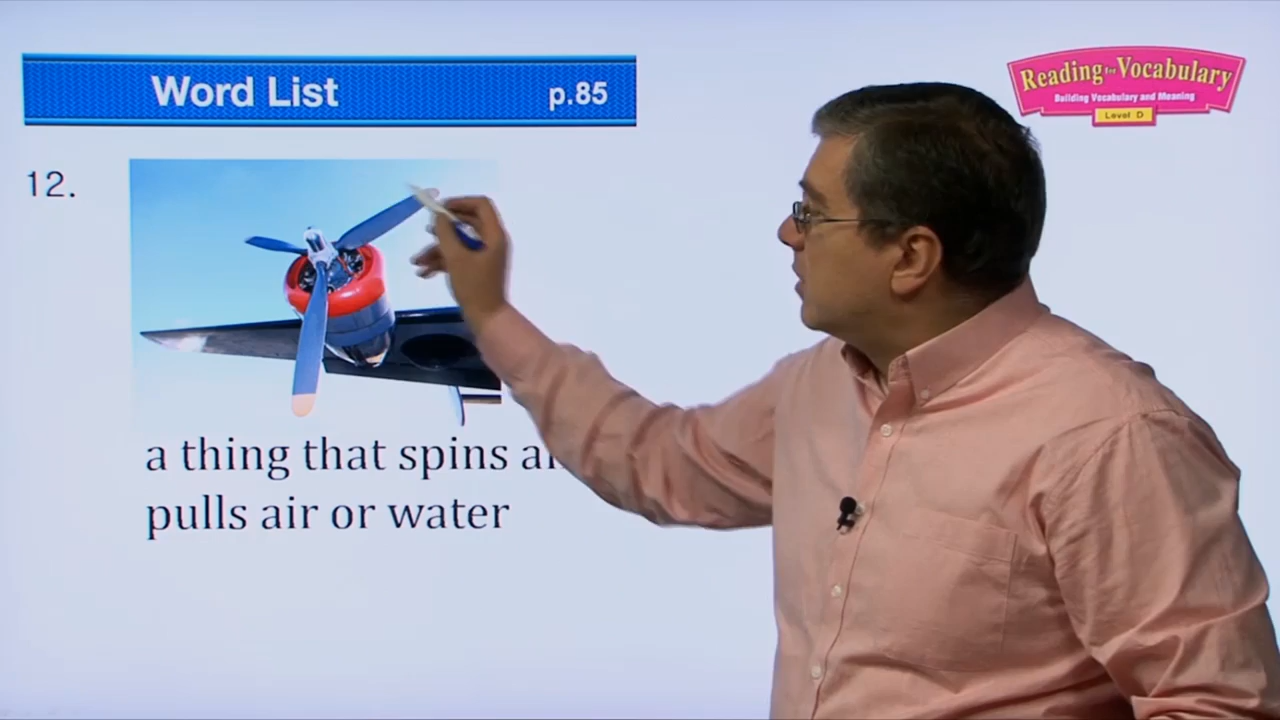 Word List p.85
Reading for Vocabulary
Building Vocabulary and Meaning
Level D
12.
a thing that spins
pulls air or water